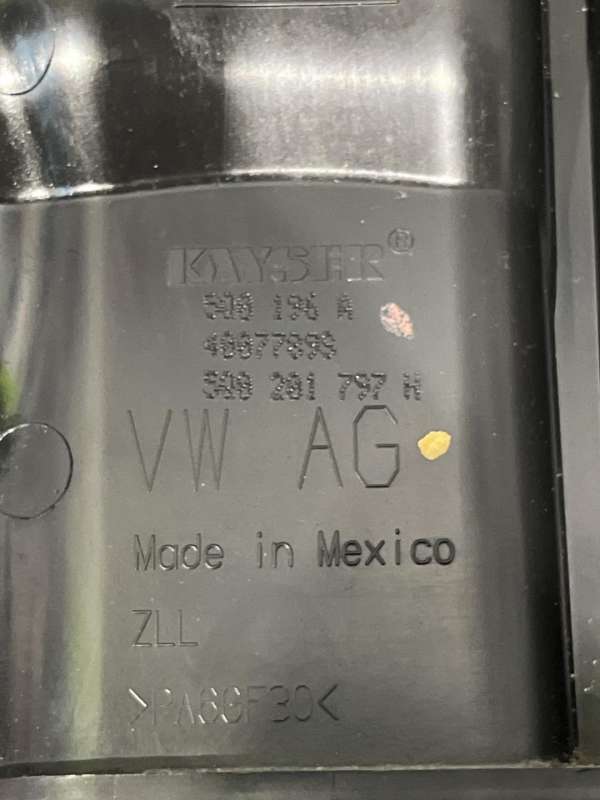 KAYSER®
5Q0 196 A
40077899
5Q0 201 797 H
VW AG
Made in Mexico
ZLL
>PA6GF30<